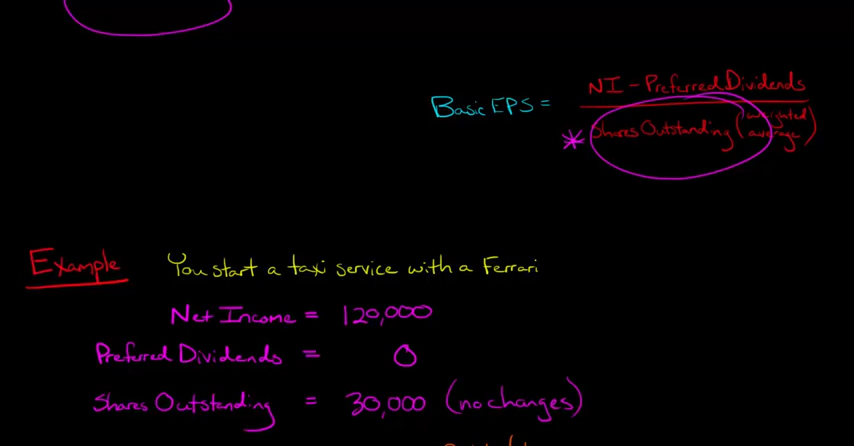 Basic EPS = NI - Preferred Dividends
Shares Outstanding (weighted average)
Example You start a taxi service with a Ferrari
Net Income = 120,000
Preferred Dividends = 0
Shares Outstanding = 30,000 (no changes)